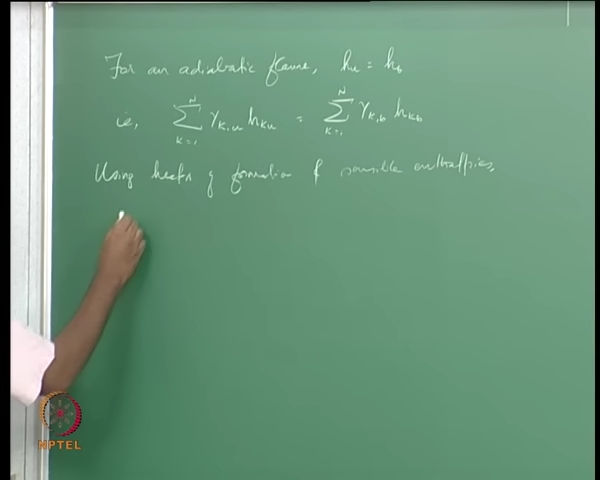 For an adiabatic flame, hu = hb
i.e, N∑k=1 Yk,u hku = N∑k=1 Yk,b hkb
Using heats of formation & sensible enthalpies,
NPTEL